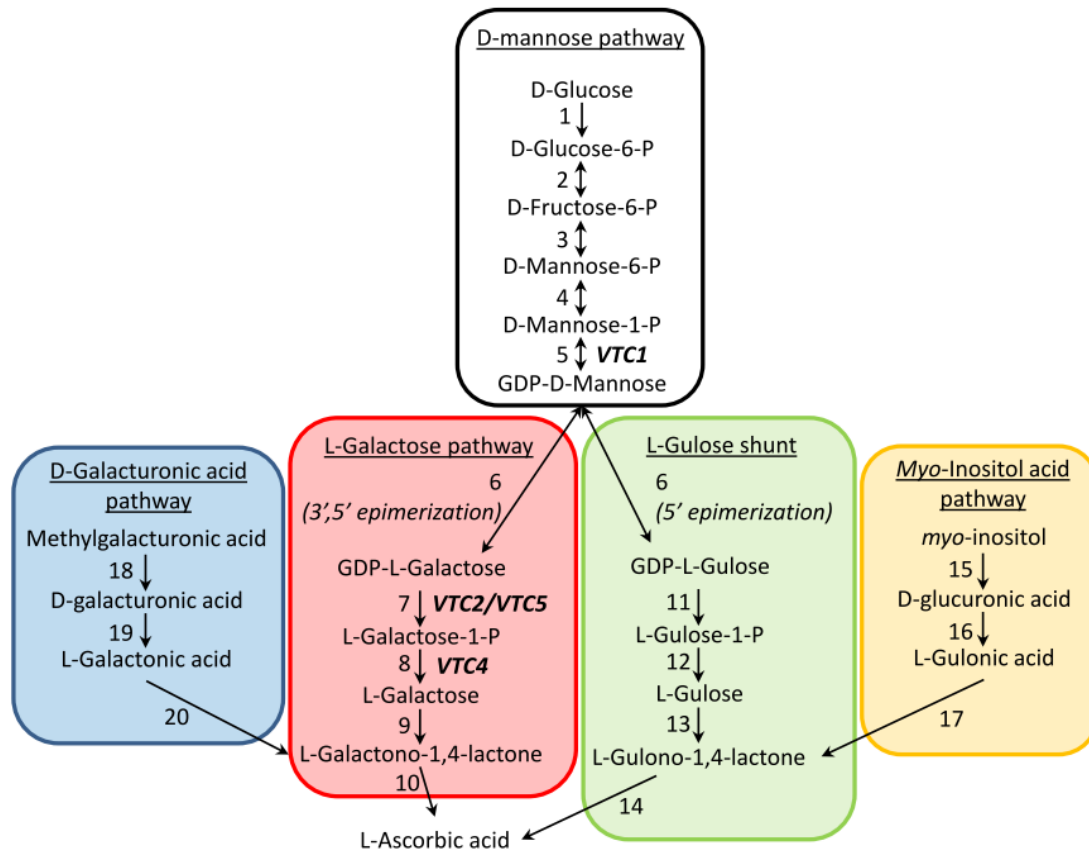 D-mannose pathway
D-Glucose
1
D-Glucose-6-P
2
D-Fructose-6-P
3
D-Mannose-6-P
4
D-Mannose-1-P
5 VTC1
GDP-D-Mannose
D-Galacturonic acid
pathway
Methylgalacturonic acid
18
D-galacturonic acid
19
L-Galactonic acid
20
L-Galactose pathway
6
(3’,5’ epimerization)
GDP-L-Galactose
7 VTC2/VTC5
L-Galactose-1-P
8 VTC4
L-Galactose
9
L-Galactono-1,4-lactone
10
L-Gulose shunt
6
(5’ epimerization)
GDP-L-Gulose
11
L-Gulose-1-P
12
L-Gulose
13
L-Gulono-1,4-lactone
14
Myo-Inositol acid
pathway
myo-inositol
15
D-glucuronic acid
16
L-Gulonic acid
17
L-Ascorbic acid